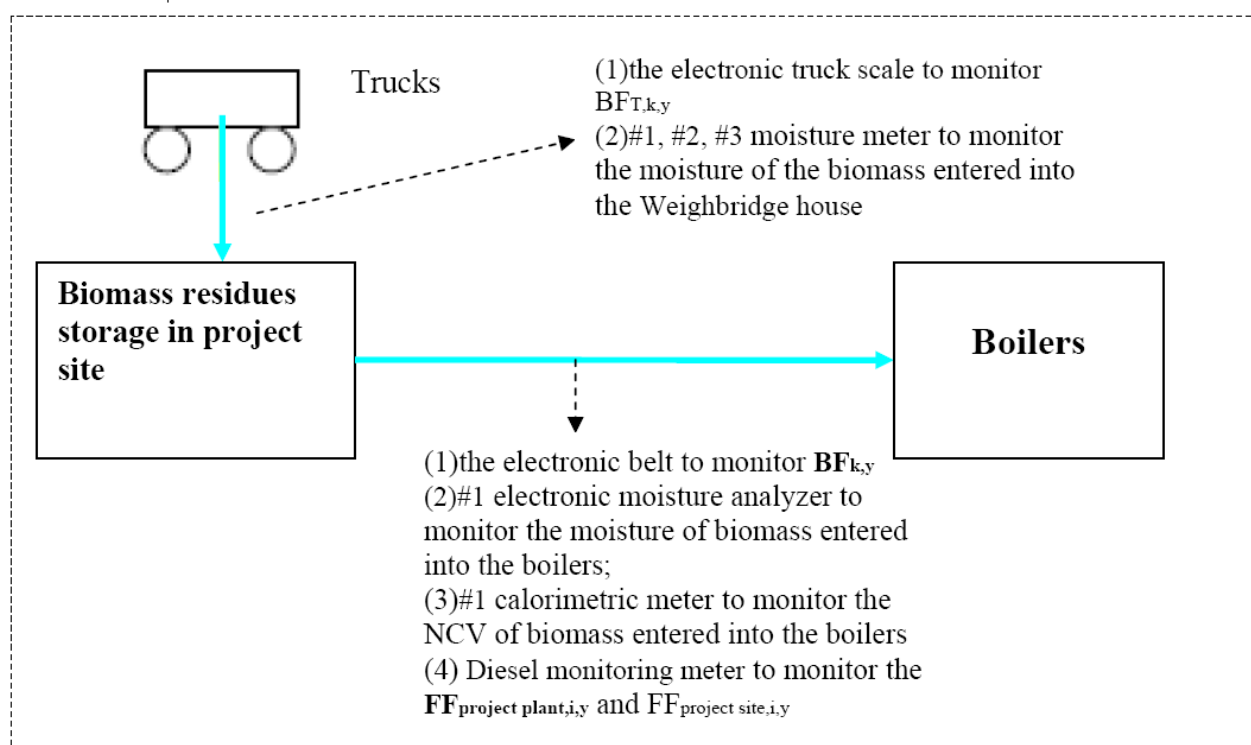 Trucks
(1)the electronic truck scale to monitor
BFT,k,y
(2)#1, #2, #3 moisture meter to monitor
the moisture of the biomass entered into
the Weighbridge house
Biomass residues
storage in project
site
Boilers
(1)the electronic belt to monitor BFk,y
(2)#1 electronic moisture analyzer to
monitor the moisture of biomass entered
into the boilers;
(3)#1 calorimetric meter to monitor the
NCV of biomass entered into the boilers
(4) Diesel monitoring meter to monitor the
FFproject plant,i,y and FFproject site,i,y